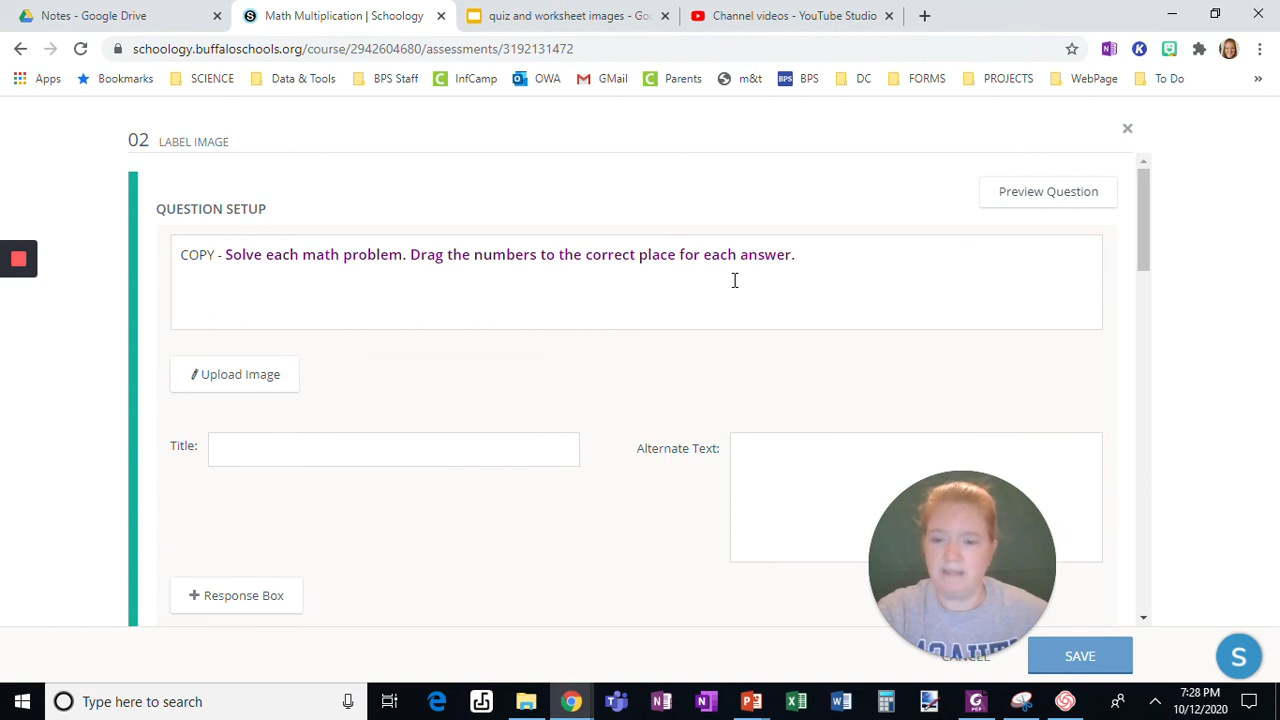 Notes - Google Drive
Math Multiplication | Schoology
quiz and worksheet images - Goo
Channel videos - YouTube Studio
schoology.buffaloschools.org/course/2942604680/assessments/3192131472
Apps
Bookmarks
SCIENCE
Data & Tools
BPS Staff
InfCamp
OWA
GMail
Parents
m&t
BPS
DC
FORMS
PROJECTS
WebPage
To Do
02 LABEL IMAGE
Preview Question
QUESTION SETUP
COPY - Solve each math problem. Drag the numbers to the correct place for each answer.
Upload Image
Title:
Alternate Text:
+ Response Box
CANCEL
SAVE
S
Type here to search
7:28 PM
10/12/2020